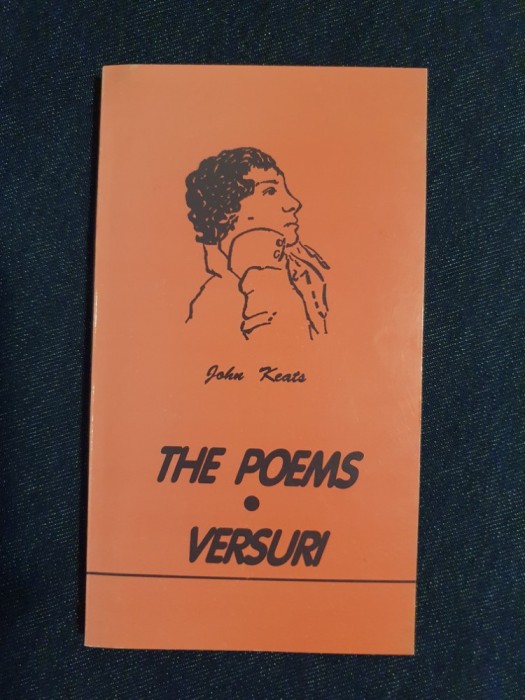 John Keats
THE POEMS
•
VERSURI